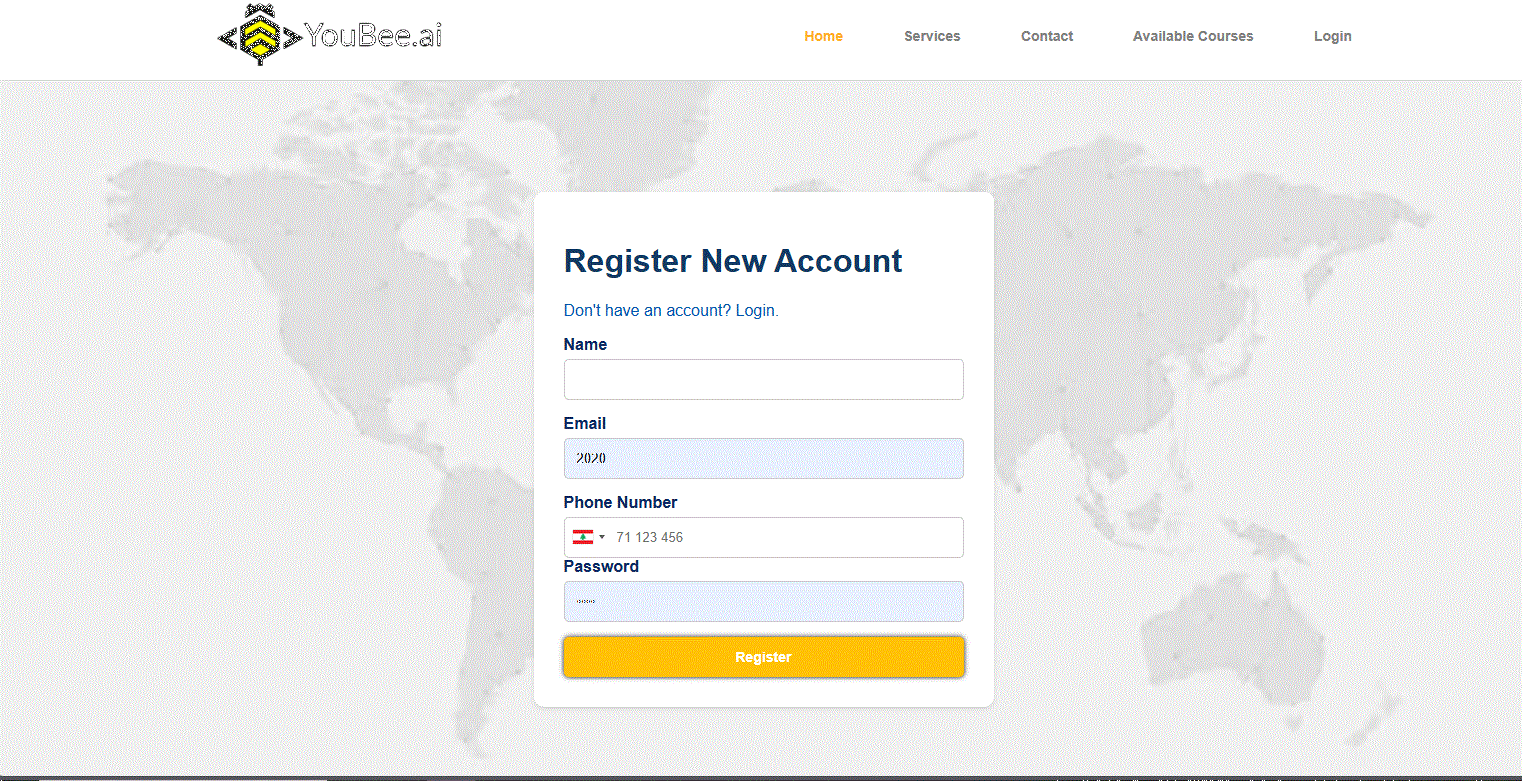 YouBee.ai
Home Services Contact Available Courses Login
Register New Account
Don't have an account? Login.
Name
Email
2020
Phone Number
71 123 456
Password
Register